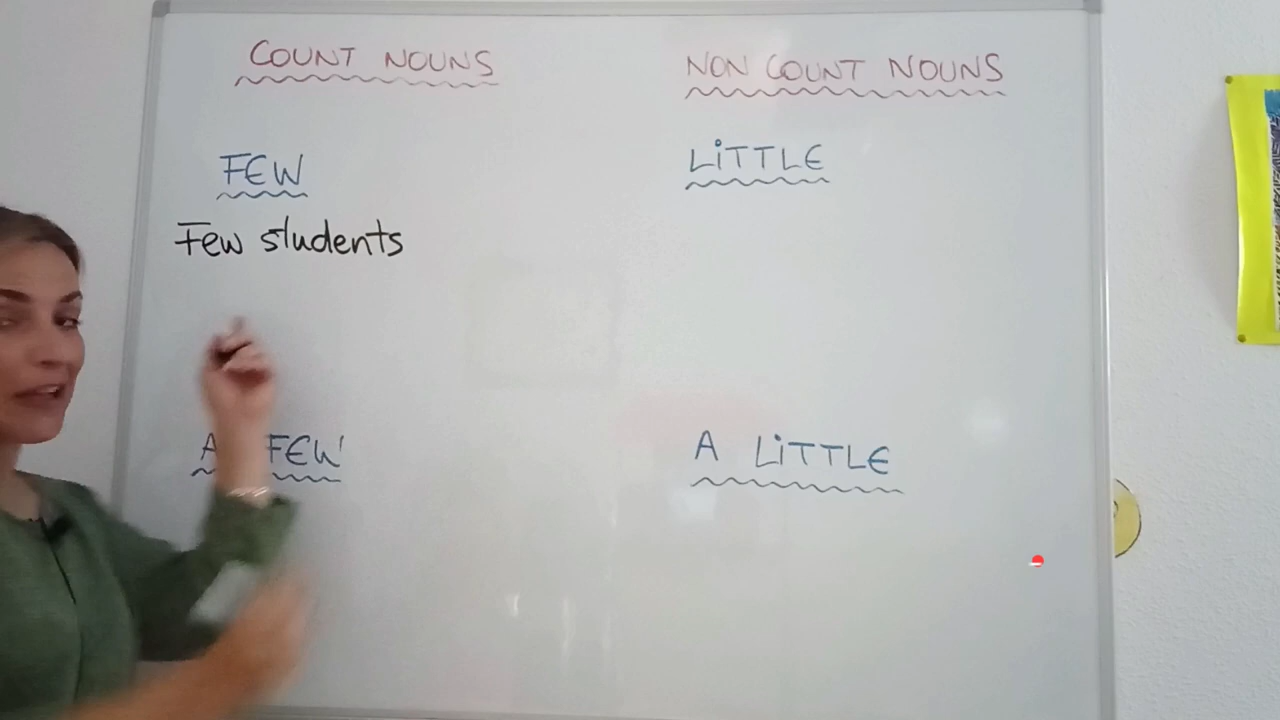 COUNT NOUNS
NON COUNT NOUNS
FEW
LiTTLE
Few students
A FEW
A LiTTLE